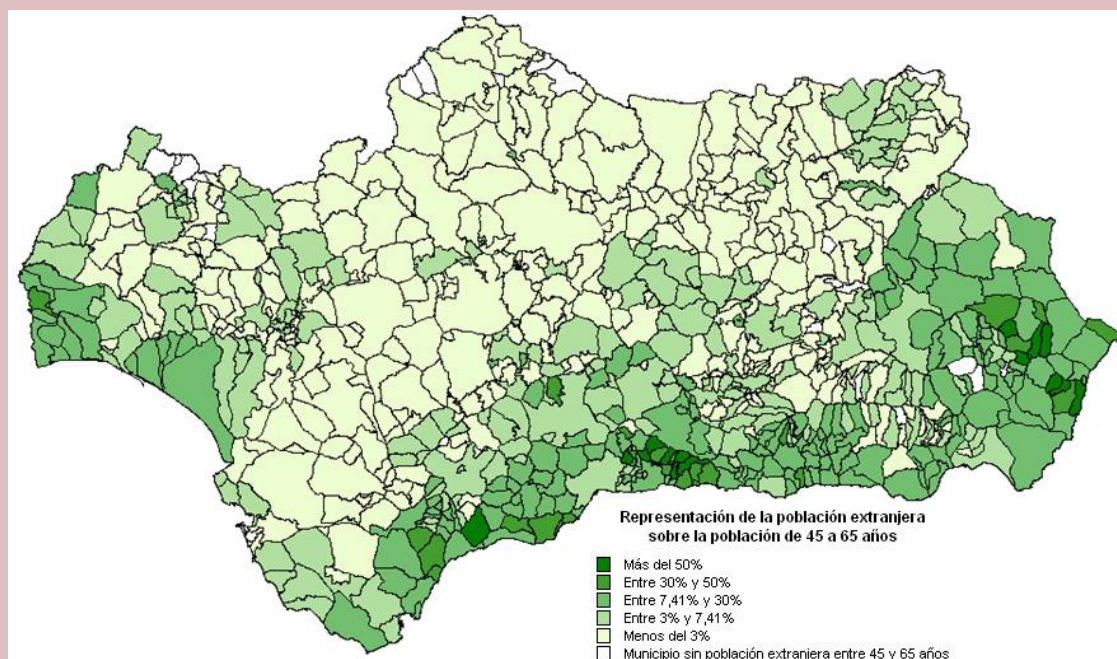 Representación de la población extranjera
sobre la población de 45 a 65 años
Más del 50%
Entre 30% y 50%
Entre 7,41% y 30%
Entre 3% y 7,41%
Menos del 3%
Municipio sin población extranjera entre 45 y 65 años